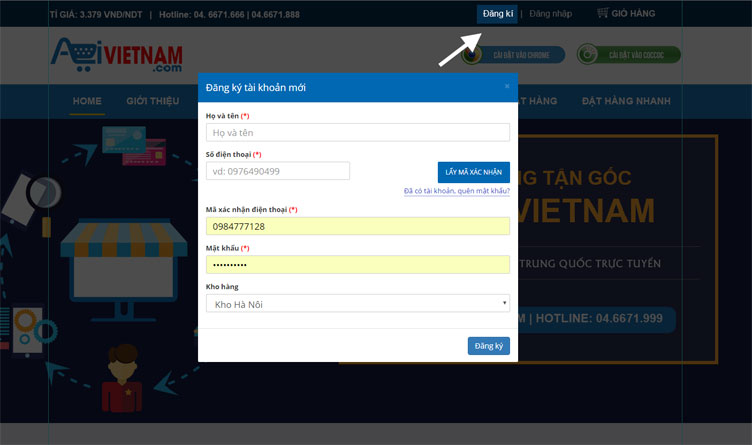 TỈ GIÁ: 3.379 VNĐ/NDT | Hotline: 04. 6671.666 | 04.6671.888
Đăng kí | Đăng nhập GIỎ HÀNG
VIETNAM
.com
CÀI ĐẶT VÀO CHROME
CÀI ĐẶT VÀO COCCOC
HOME GIỚI THIỆU HÀNG ĐẶT HÀNG NHANH
Đăng ký tài khoản mới ×
Họ và tên (*)
Họ và tên
Số điện thoại (*)
vd: 0976490499 LẤY MÃ XÁC NHẬN
Đã có tài khoản, quên mật khẩu?
Mã xác nhận điện thoại (*)
0984777128
Mật khẩu (*)
••••••••••
Kho hàng
Kho Hà Nôi
Đăng ký
NG TẬN GỐC
VIETNAM
TRUNG QUỐC TRỰC TUYẾN
M | HOTLINE: 04.6671.999